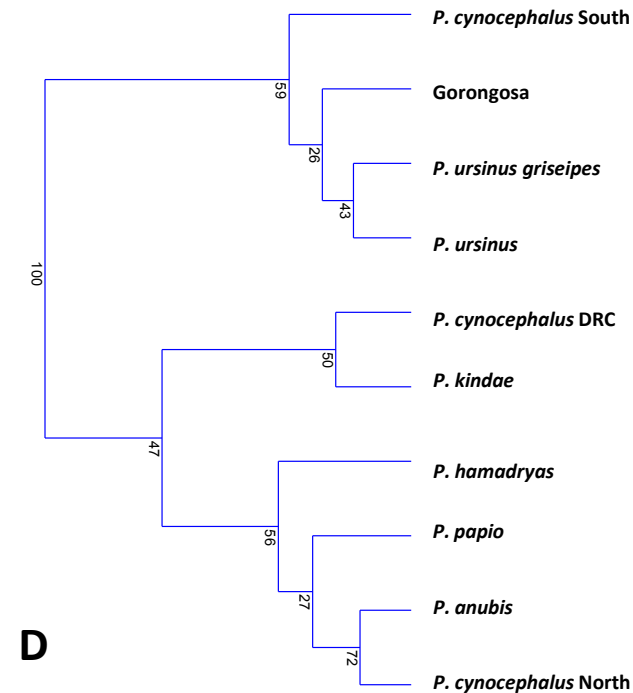 P. cynocephalus South
59
Gorongosa
26
P. ursinus griseipes
43
P. ursinus
100
P. cynocephalus DRC
50
P. kindae
47
P. hamadryas
56
P. papio
27
P. anubis
72
D
P. cynocephalus North